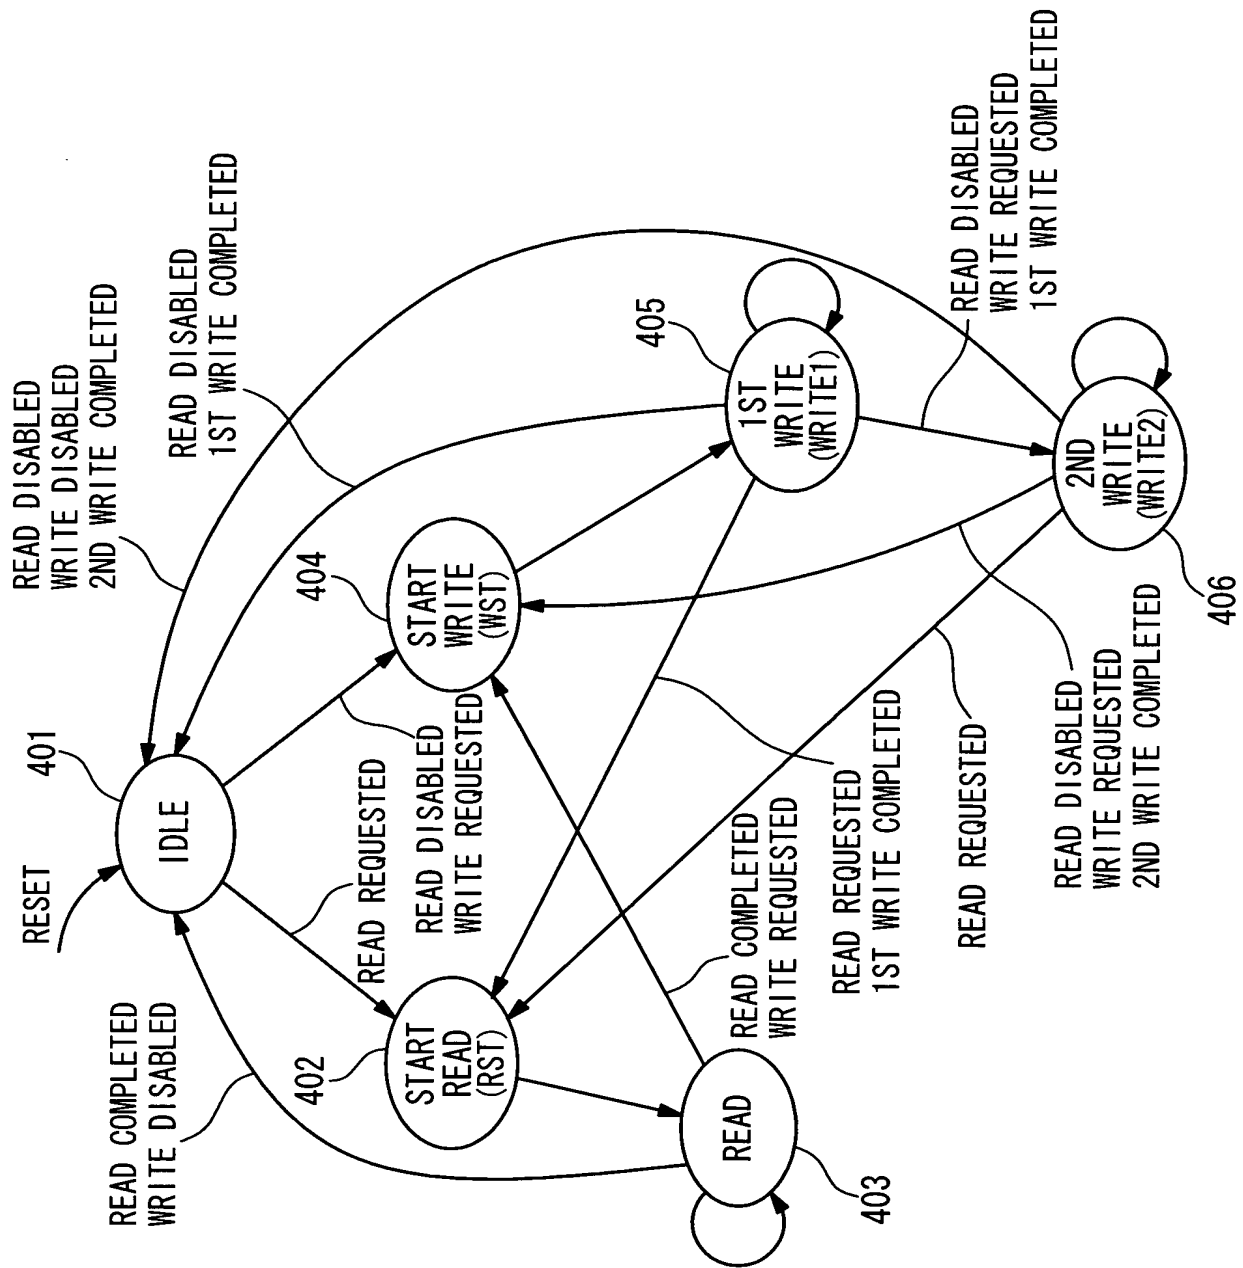 RESET
401
IDLE
READ DISABLED
WRITE DISABLED
2ND WRITE COMPLETED
READ DISABLED
1ST WRITE COMPLETED
READ COMPLETED
WRITE DISABLED
READ REQUESTED
READ DISABLED
WRITE REQUESTED
402
START
READ
(RST)
404
START
WRITE
(WST)
403
READ
READ COMPLETED
WRITE REQUESTED
READ REQUESTED
1ST WRITE COMPLETED
405
1ST
WRITE
(WRITE1)
READ REQUESTED
READ DISABLED
WRITE REQUESTED
2ND WRITE COMPLETED
READ DISABLED
WRITE REQUESTED
1ST WRITE COMPLETED
2ND
WRITE
(WRITE2)
406